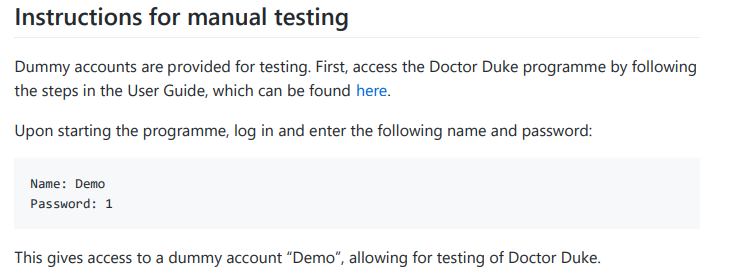 Instructions for manual testing
Dummy accounts are provided for testing. First, access the Doctor Duke programme by following
the steps in the User Guide, which can be found here.
Upon starting the programme, log in and enter the following name and password:
Name: Demo
Password: 1
This gives access to a dummy account “Demo”, allowing for testing of Doctor Duke.